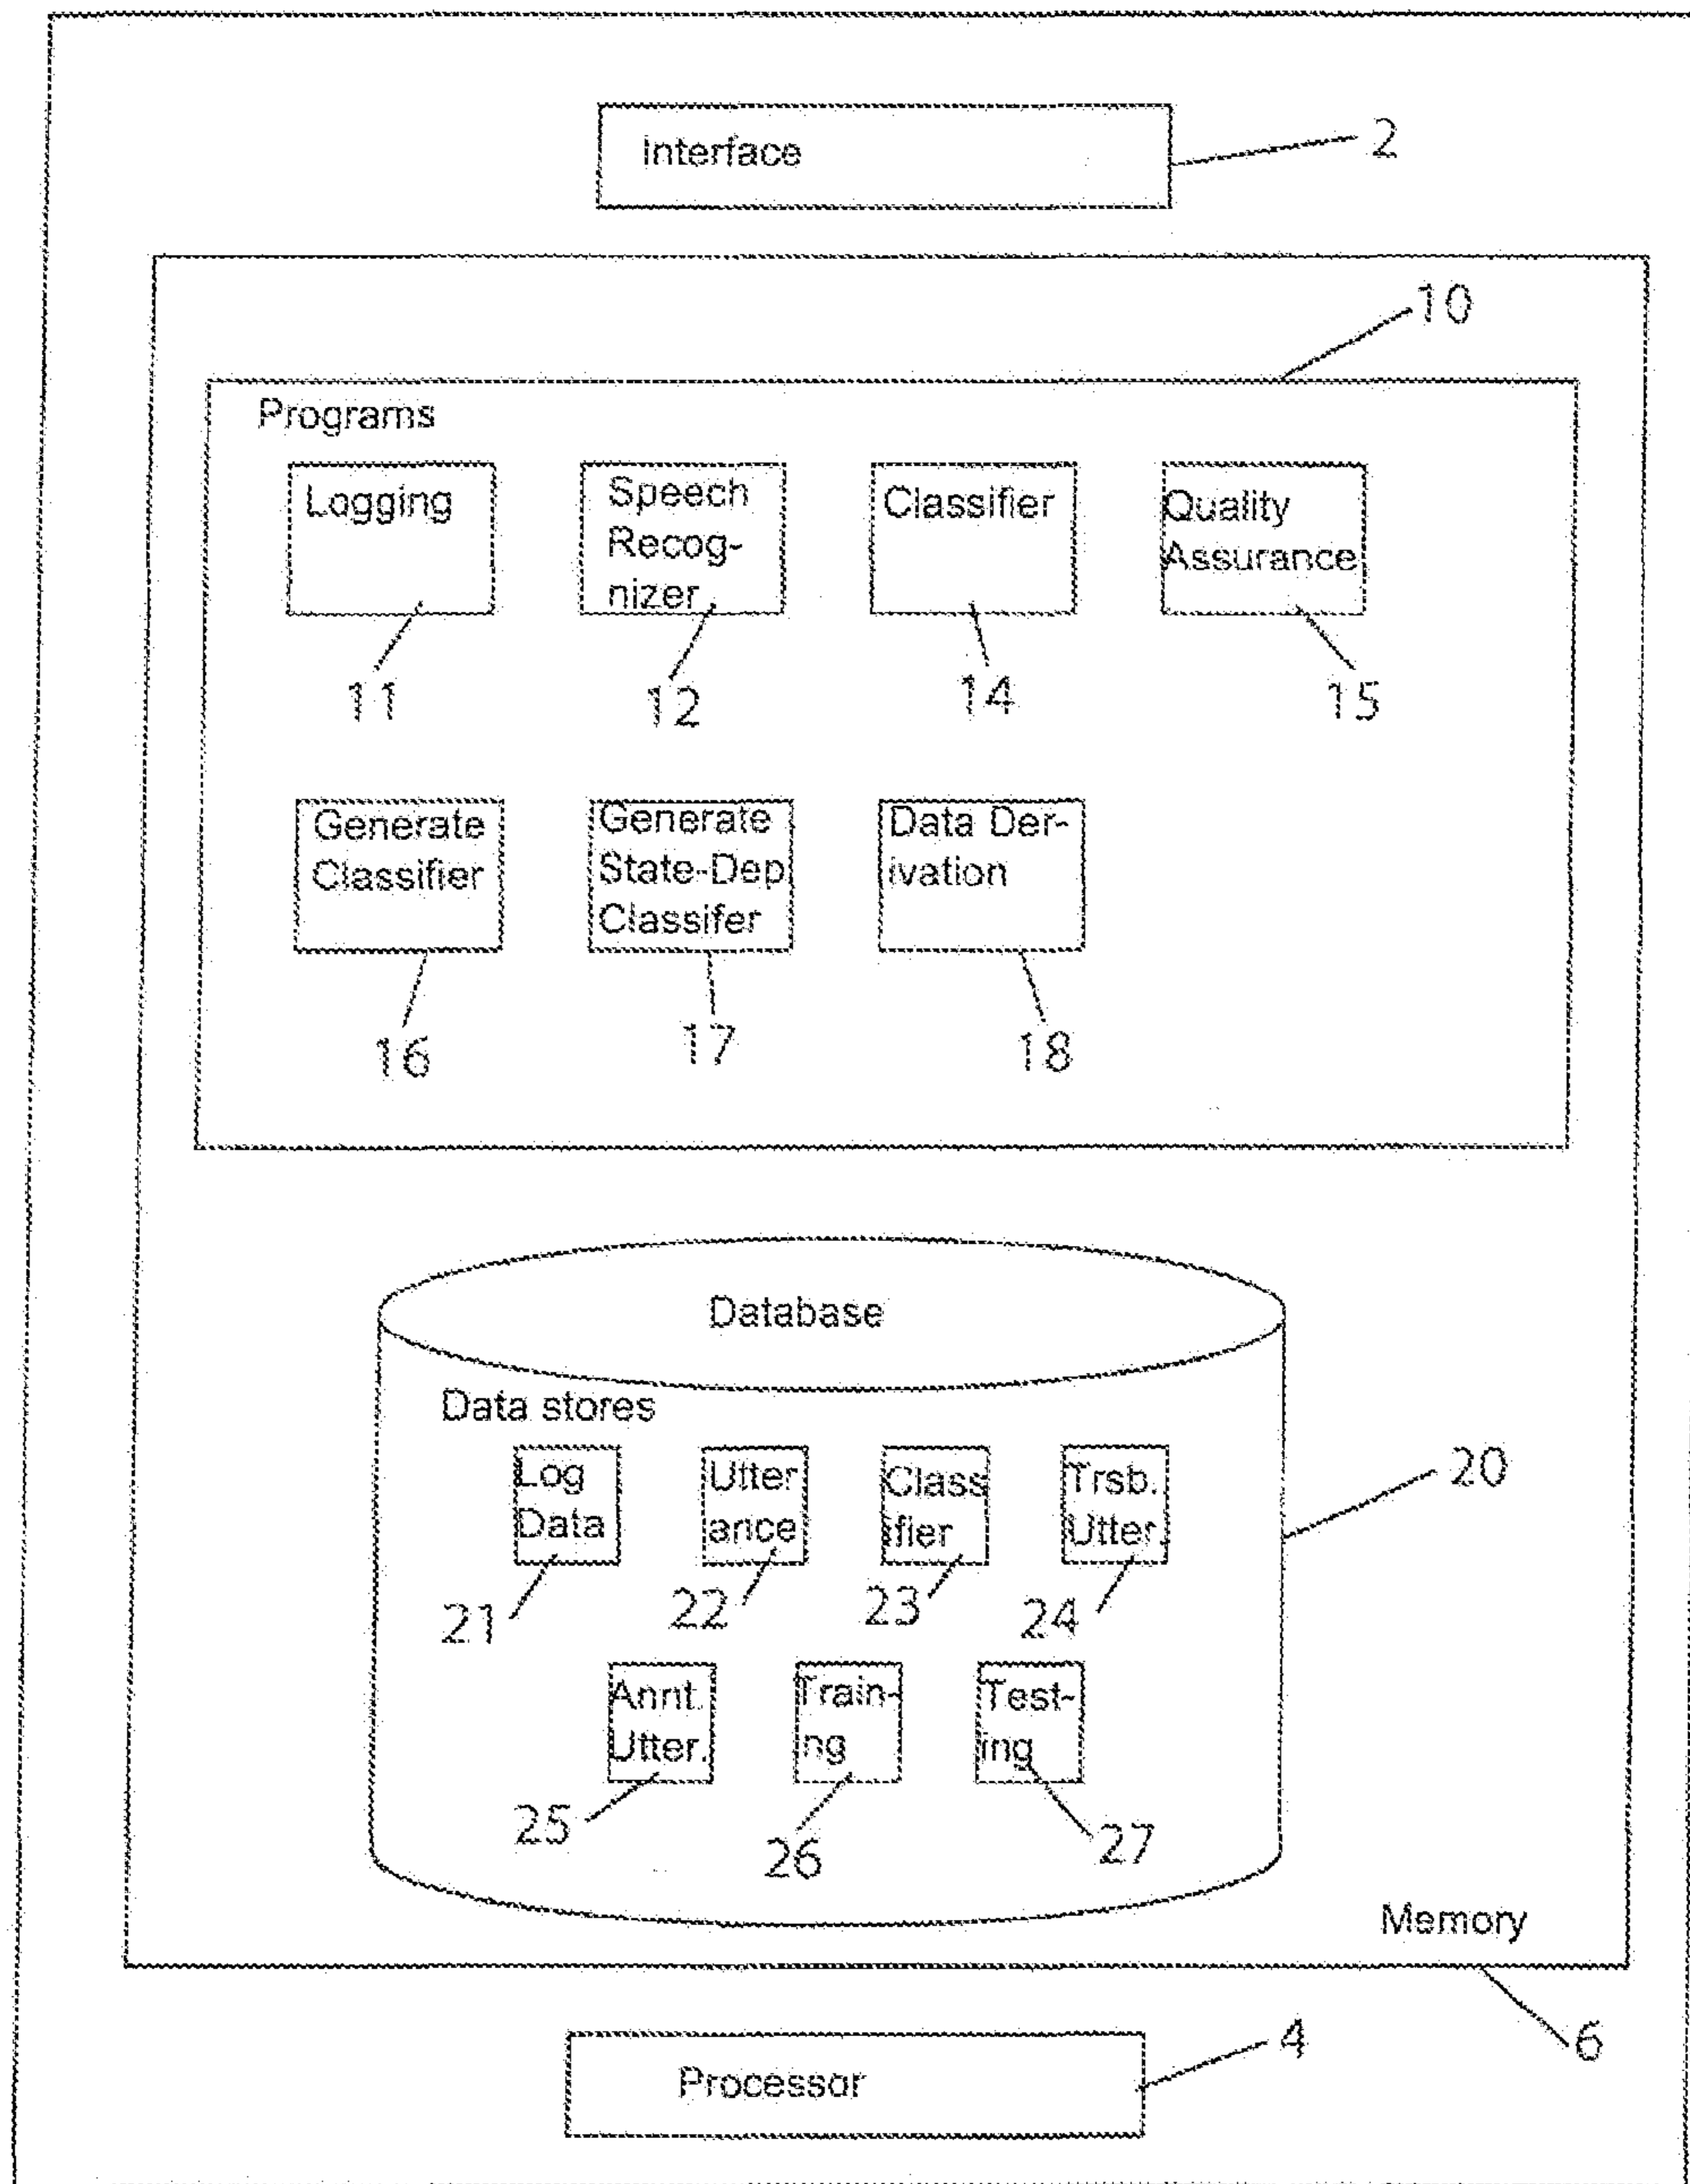 Interface
2
10
Programs
Logging
Speech
Recog-
nizer
Classifier
Quality
Assurance
11
12
14
15
Generate
Classifier
Generate
State-Dep
Classifer
Data Der-
ivation
16
17
18
Database
Data stores
Log
Data
Utter
ance
Class
ifier
Trsb.
Utter.
20
21
22
23
24
Annt.
Utter.
Train-
ing
Test-
ing
25
26
27
Memory
6
Processor
4